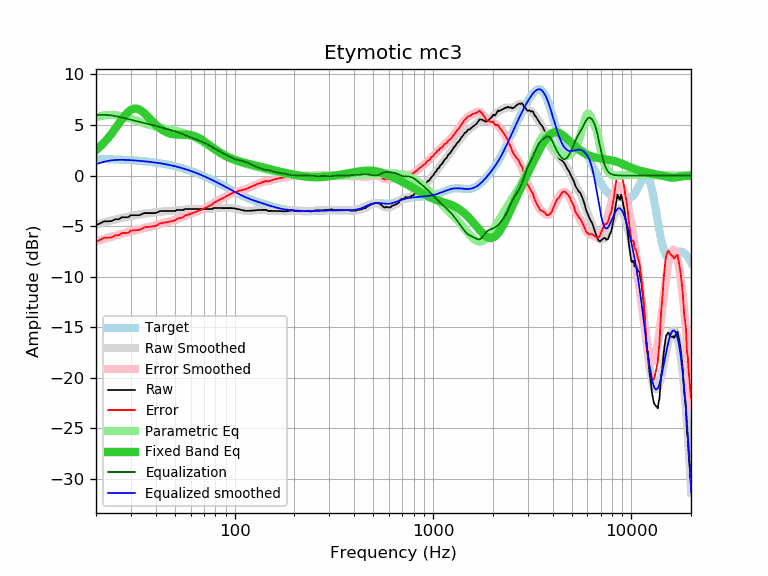 Etymotic mc3
10
5
0
−5
−10
−15
−20
−25
−30
Amplitude (dBr)
Target
Raw Smoothed
Error Smoothed
Raw
Error
Parametric Eq
Fixed Band Eq
Equalization
Equalized smoothed
100
1000
10000
Frequency (Hz)